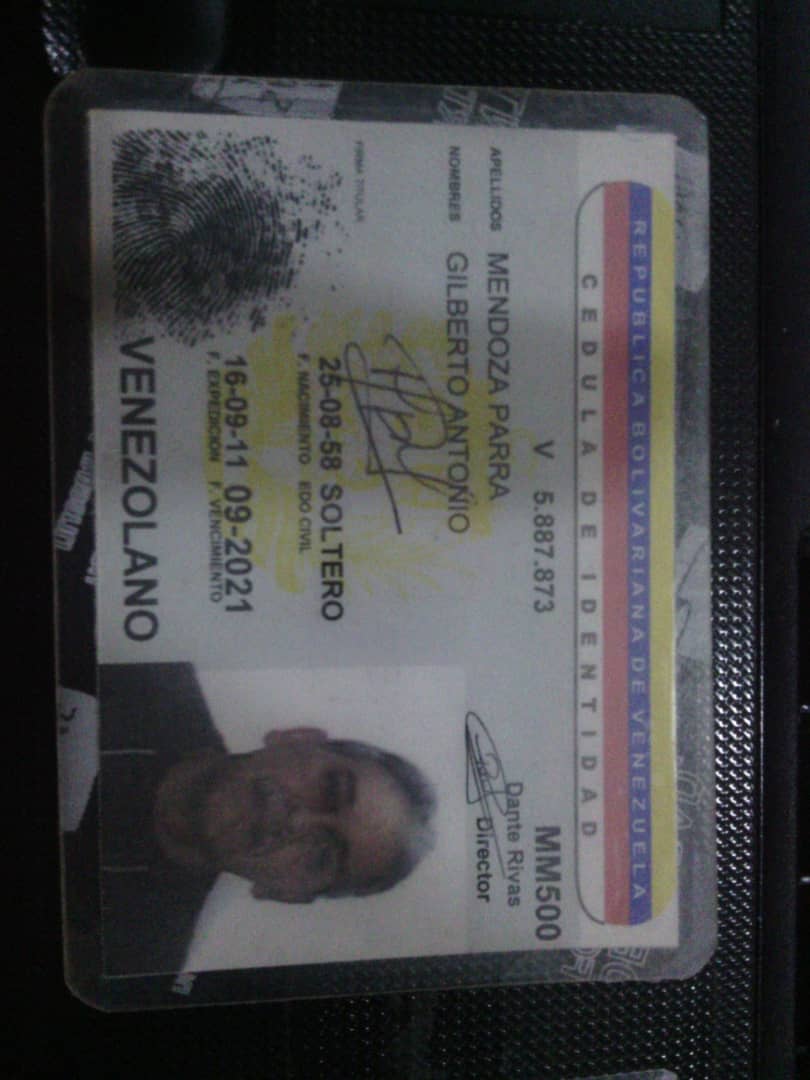 REPUBLICA BOLIVARIANA DE VENEZUELA
CEDULA DE IDENTIDAD
V 5.887.873
MM500
APELLIDOS MENDOZA PARRA
Dante Rivas
Director
NOMBRES GILBERTO ANTONIO
FIRMA TITULAR
25-08-58 SOLTERO
F. NACIMIENTO EDO CIVIL
16-09-11 09-2021
F. EXPEDICION F. VENCIMIENTO
VENEZOLANO